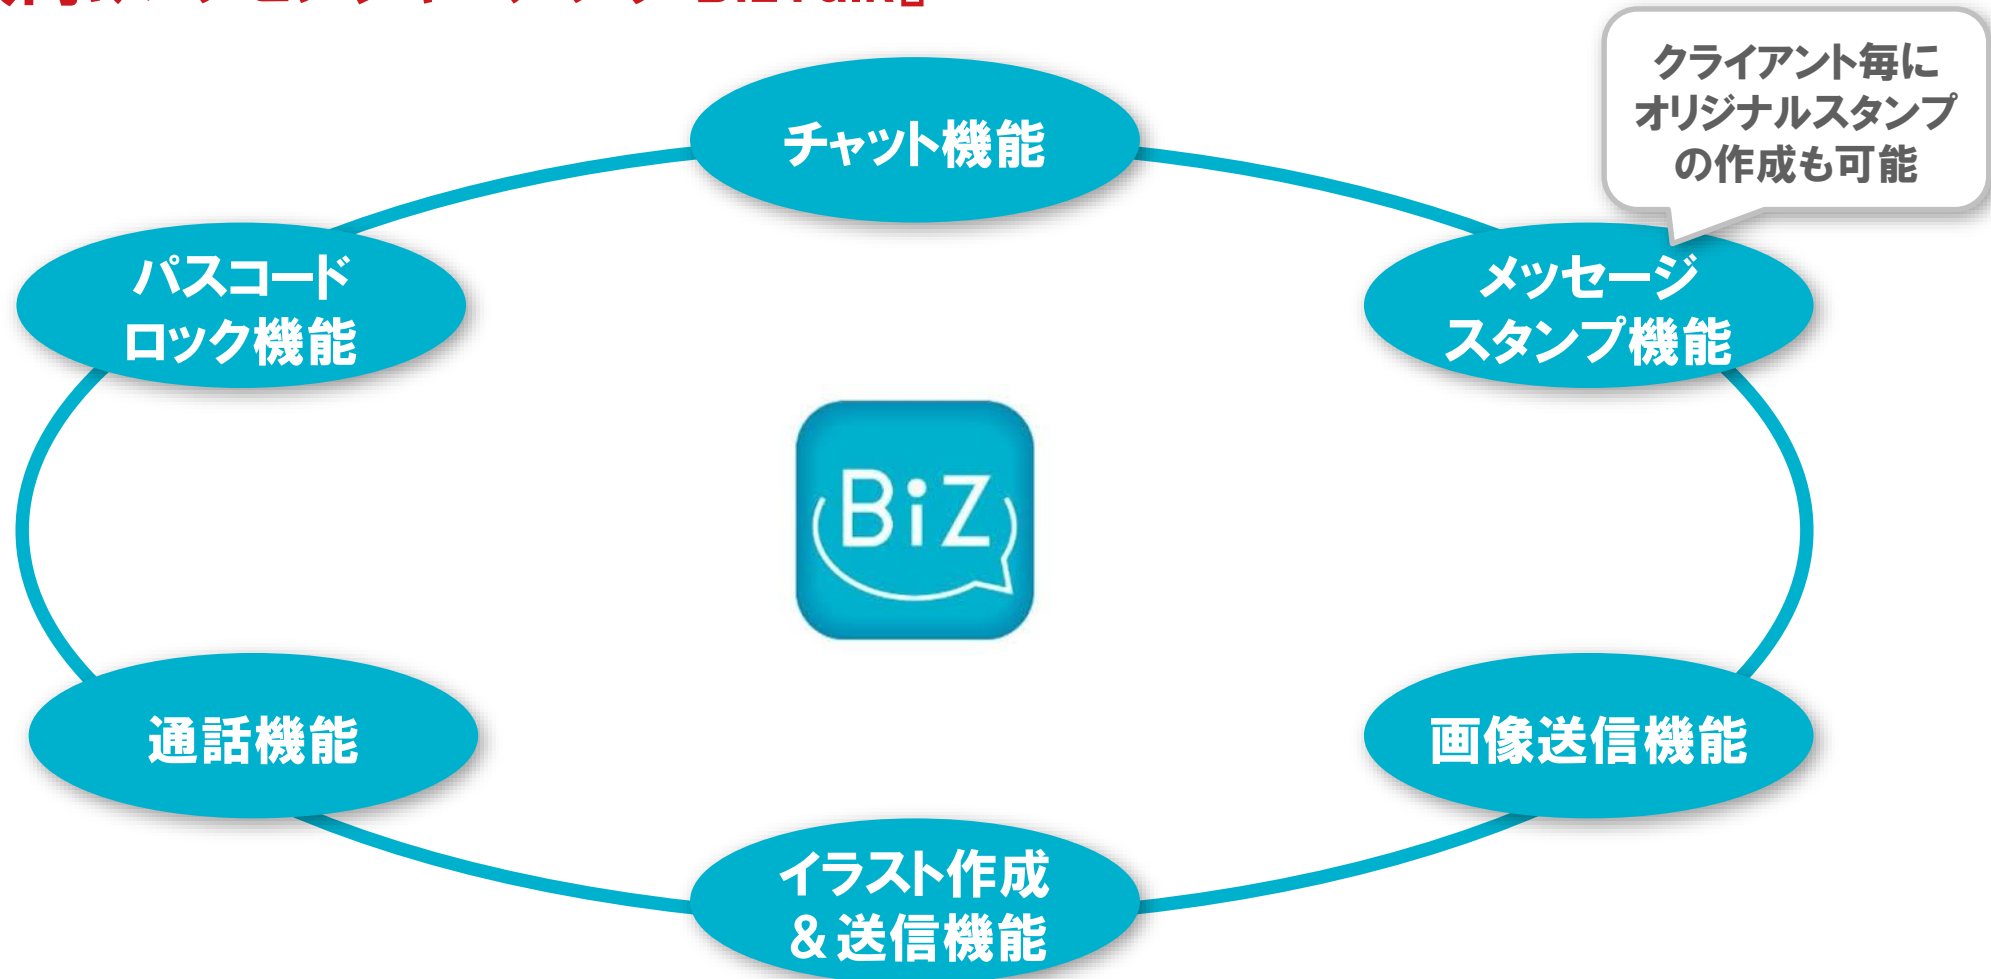 チャット機能
クライアント毎に
オリジナルスタンプ
の作成も可能
パスコード
ロック機能
メッセージ
スタンプ機能
BiZ
通話機能
画像送信機能
イラスト作成
&送信機能